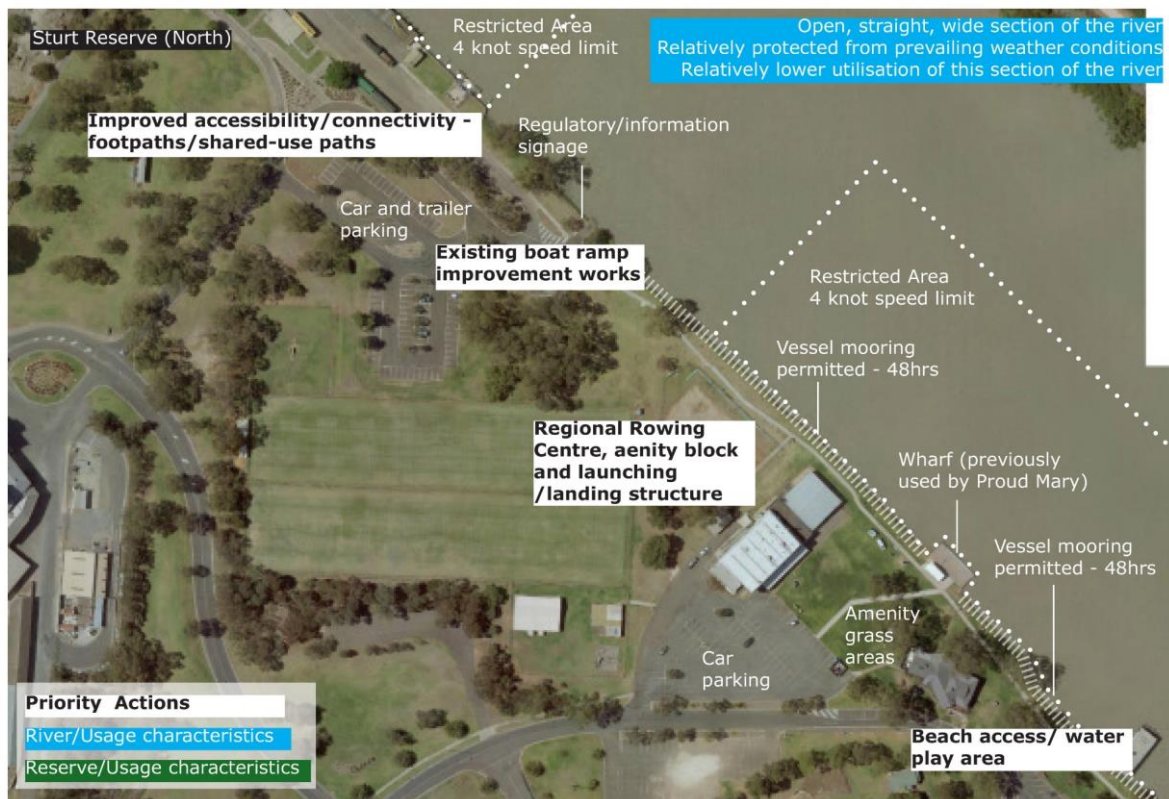 Sturt Reserve (North)
Restricted Area
4 knot speed limit
Open, straight, wide section of the river
Relatively protected from prevailing weather conditions
Relatively lower utilisation of this section of the river
Improved accessibility/connectivity -
footpaths/shared-use paths
Regulatory/information
signage
Car and trailer
parking
Existing boat ramp
improvement works
Restricted Area
4 knot speed limit
Vessel mooring
permitted - 48hrs
Regional Rowing
Centre, aenity block
and launching
/landing structure
Wharf (previously
used by Proud Mary)
Vessel mooring
permitted - 48hrs
Amenity
grass
areas
Car
parking
Beach access/ water
play area
Priority Actions
River/Usage characteristics
Reserve/Usage characteristics